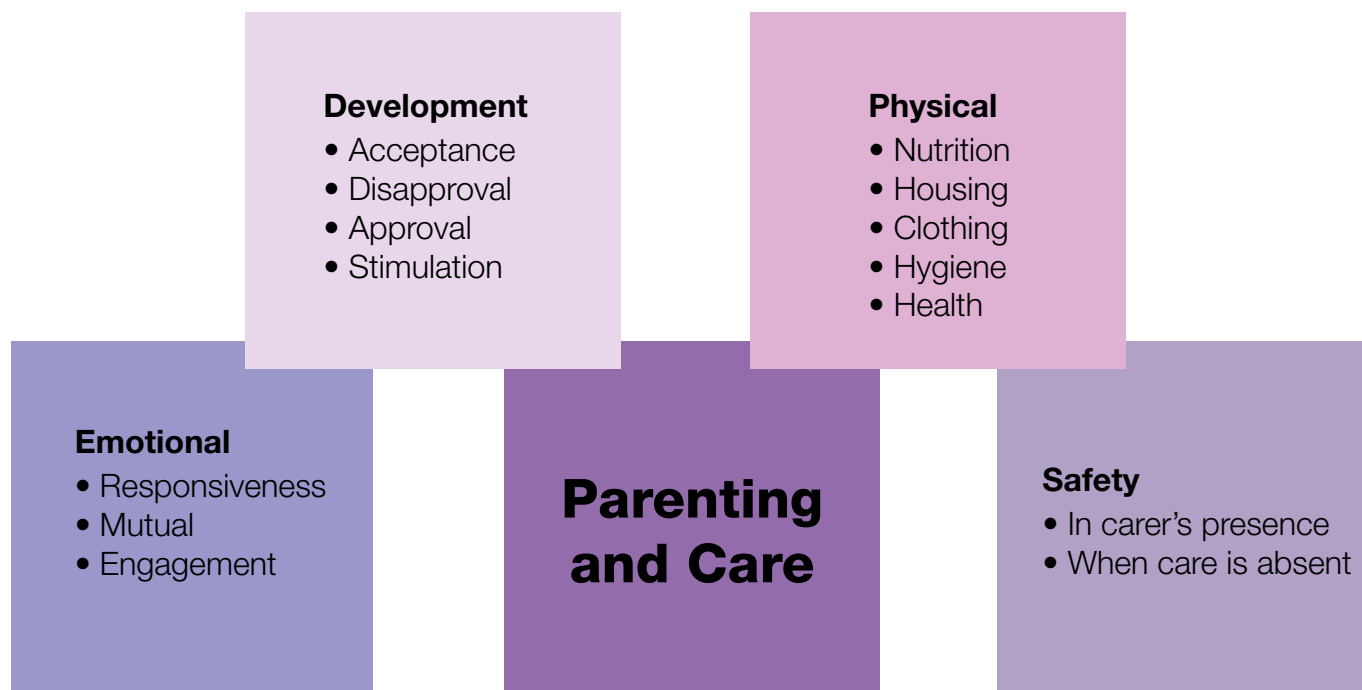 Development
• Acceptance
• Disapproval
• Approval
• Stimulation
Physical
• Nutrition
• Housing
• Clothing
• Hygiene
• Health
Emotional
• Responsiveness
• Mutual
• Engagement
Parenting
and Care
Safety
• In carer’s presence
• When care is absent